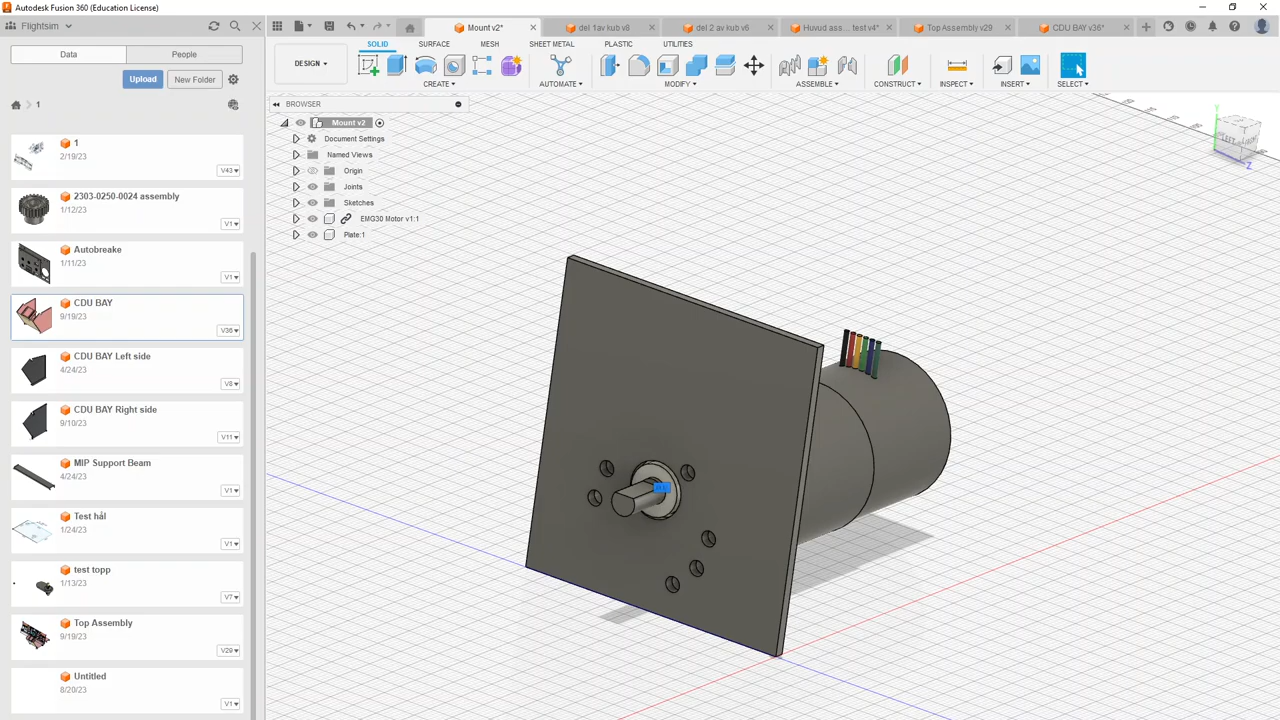 Autodesk Fusion 360 (Education License)
Flightsim
Mount v2*
del 1av kub v8
del 2 av kub v6
Huvud ass ... test v4*
Top Assembly v29
CDU BAY v36*
Data
People
SOLID
SURFACE
MESH
SHEET METAL
PLASTIC
UTILITIES
DESIGN
Upload
New Folder
CREATE
AUTOMATE
MODIFY
ASSEMBLE
CONSTRUCT
INSPECT
INSERT
SELECT
1
BROWSER
Mount v2
Document Settings
Named Views
Origin
Joints
Sketches
EMG30 Motor v1:1
Plate:1
1
2/19/23
V43
2303-0250-0024 assembly
1/12/23
V1
Autobreake
1/11/23
V1
CDU BAY
9/19/23
V36
CDU BAY Left side
4/24/23
V8
CDU BAY Right side
9/10/23
V11
MIP Support Beam
4/24/23
V1
Test hål
1/24/23
V1
test topp
1/13/23
V7
Top Assembly
9/19/23
V29
Untitled
8/20/23
V1
Y
LEFT
Z